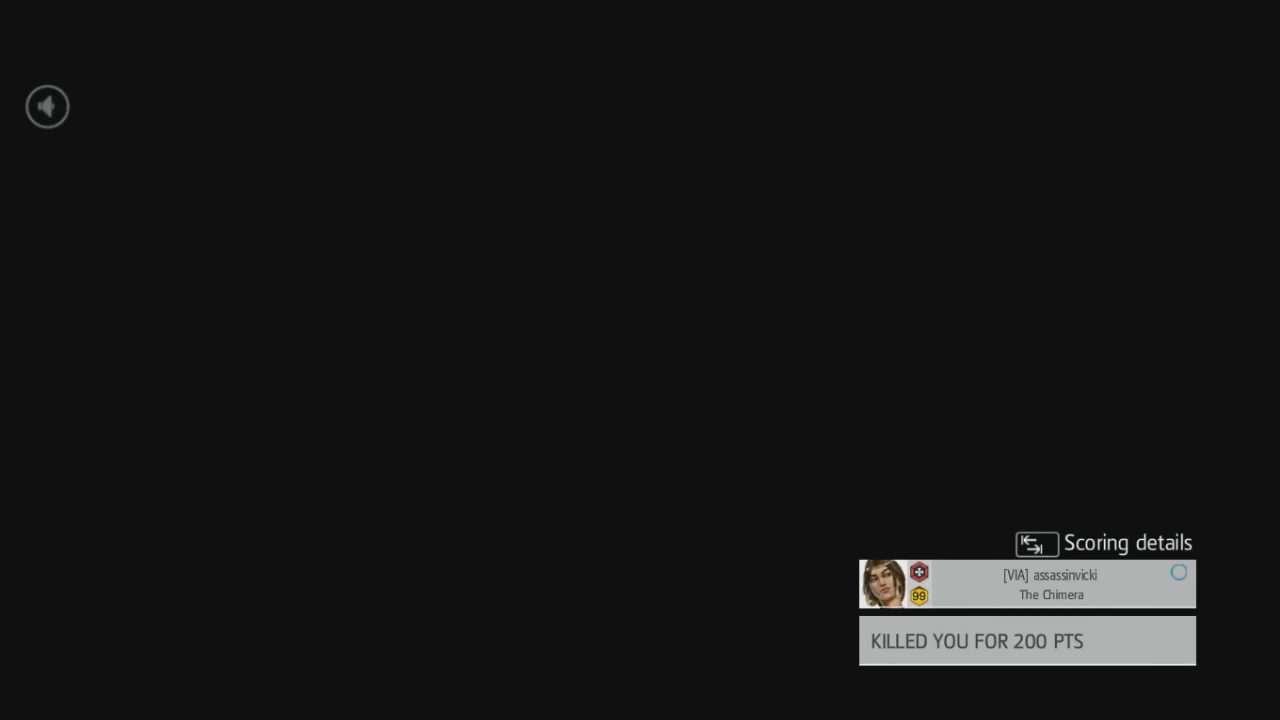 Scoring details
[VIA] assassinvicki
99
The Chimera
KILLED YOU FOR 200 PTS